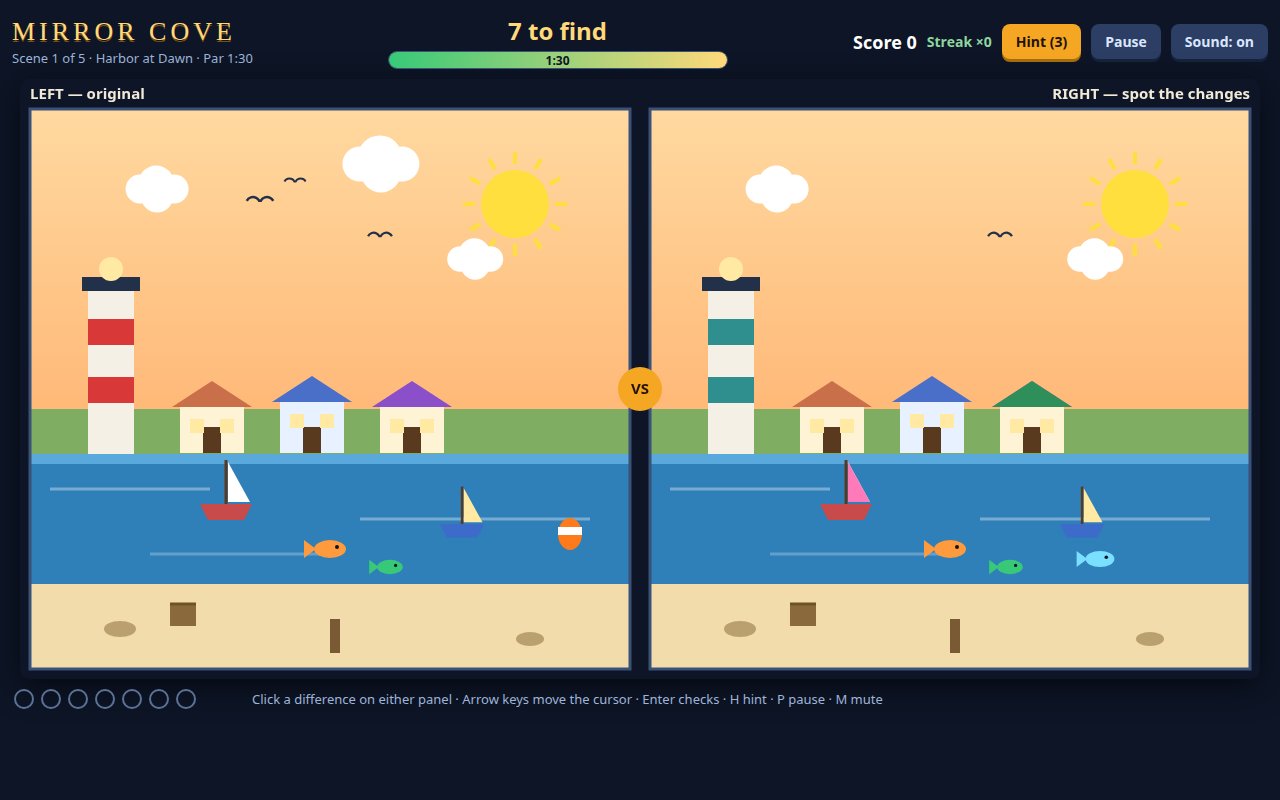 MIRROR COVE
Scene 1 of 5 · Harbor at Dawn · Par 1:30
7 to find
1:30
Score 0
Streak ×0
Hint (3)
Pause
Sound: on
LEFT — original
RIGHT — spot the changes
VS
Click a difference on either panel · Arrow keys move the cursor · Enter checks · H hint · P pause · M mute